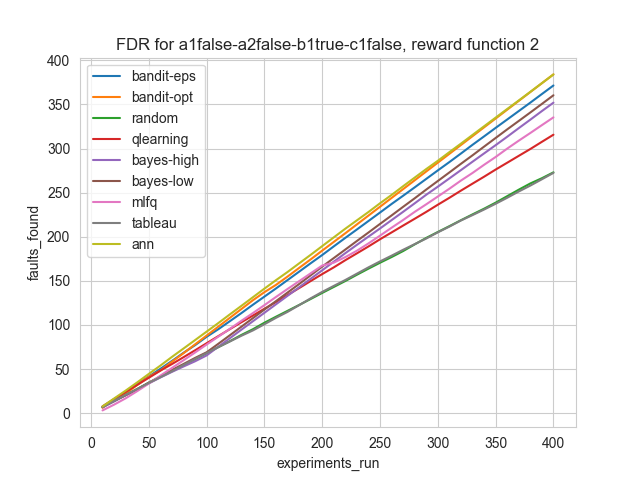 FDR for a1false-a2false-b1true-c1false, reward function 2
faults_found
400
350
300
250
200
150
100
50
0
bandit-eps
bandit-opt
random
qlearning
bayes-high
bayes-low
mlfq
tableau
ann
0 50 100 150 200 250 300 350 400
experiments_run